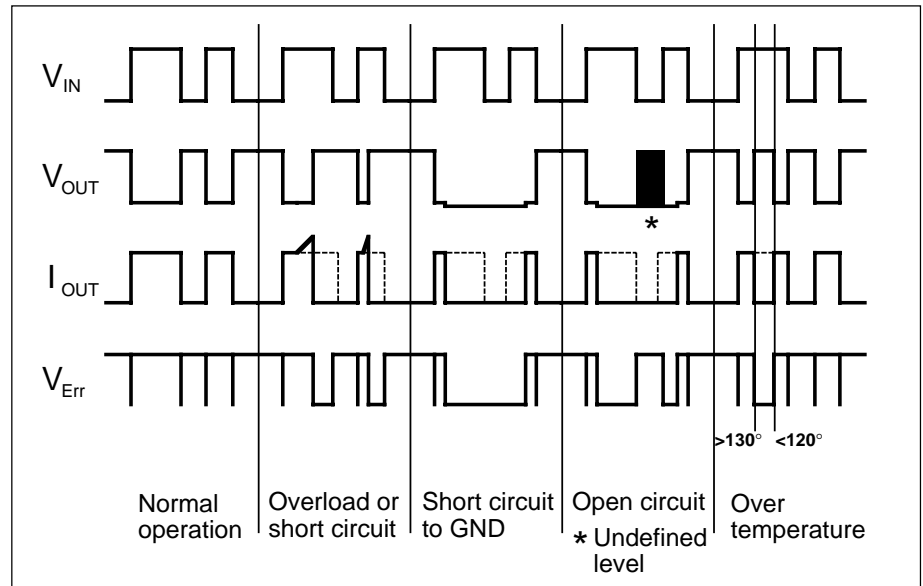 V_IN
V_OUT
*
I_OUT
V_Err
>130° <120°
Normal operation
Overload or short circuit
Short circuit to GND
Open circuit
* Undefined level
Over temperature